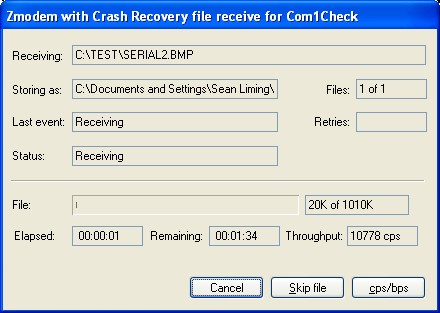 Zmodem with Crash Recovery file receive for Com1Check
Receiving: C:\TEST\SERIAL2.BMP
Storing as: C:\Documents and Settings\Sean Liming\ Files: 1 of 1
Last event: Receiving Retries:
Status: Receiving
File: 20K of 1010K
Elapsed: 00:00:01 Remaining: 00:01:34 Throughput: 10778 cps
Cancel Skip file cps/bps